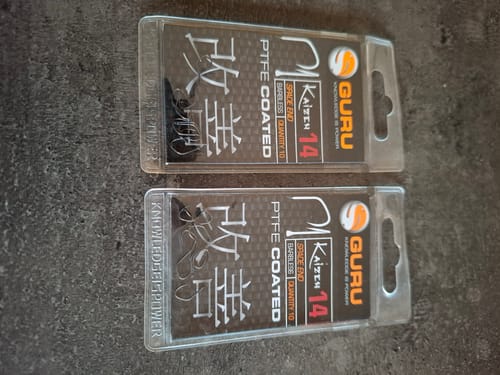 GURU
KNOWLEDGE IS POWER
Kaizen
14
SPADE END
BARBLESS
QUANTITY 10
PTFE COATED
改善
GURU
KNOWLEDGE IS POWER
Kaizen
14
SPADE END
BARBLESS
QUANTITY 10
PTFE COATED
改善
KNOWLEDGE IS POWER